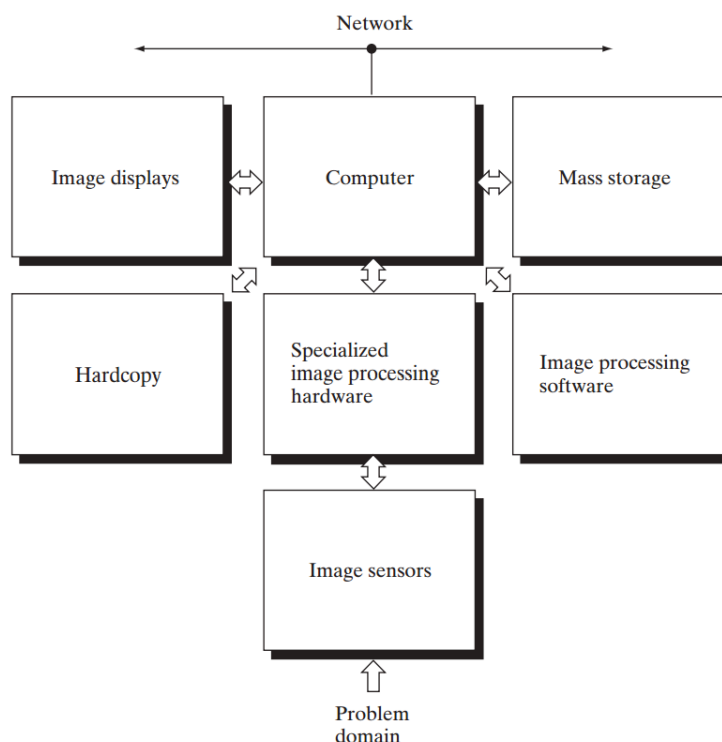 Network
Image displays
Computer
Mass storage
Hardcopy
Specialized
image processing
hardware
Image processing
software
Image sensors
Problem
domain